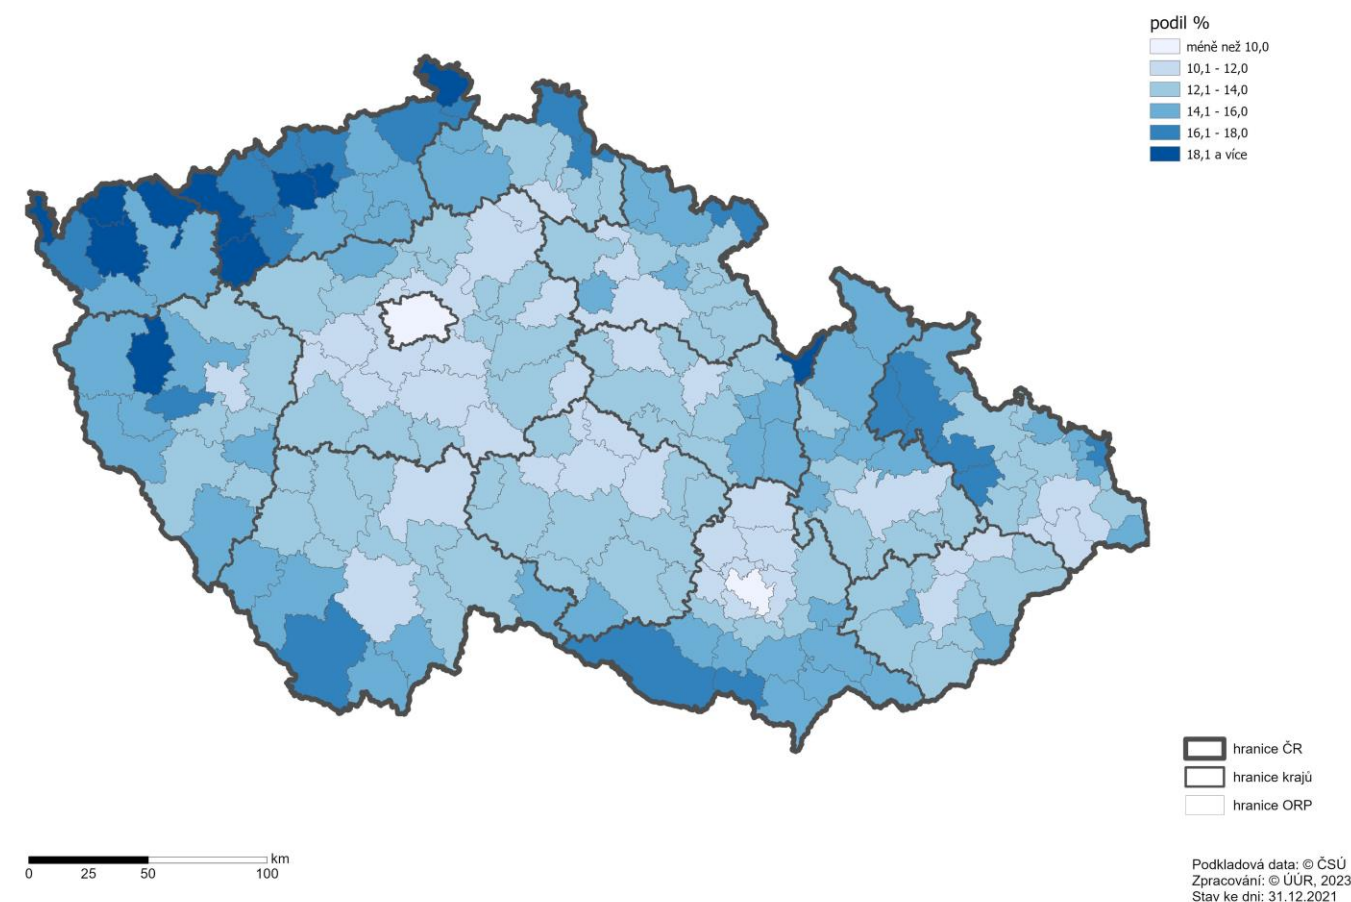 podíl %
méně než 10,0
10,1 - 12,0
12,1 - 14,0
14,1 - 16,0
16,1 - 18,0
18,1 a více
hranice ČR
hranice krajů
hranice ORP
km
0 25 50 100
Podkladová data: © ČSÚ
Zpracování: © ÚÚR, 2023
Stav ke dni: 31.12.2021